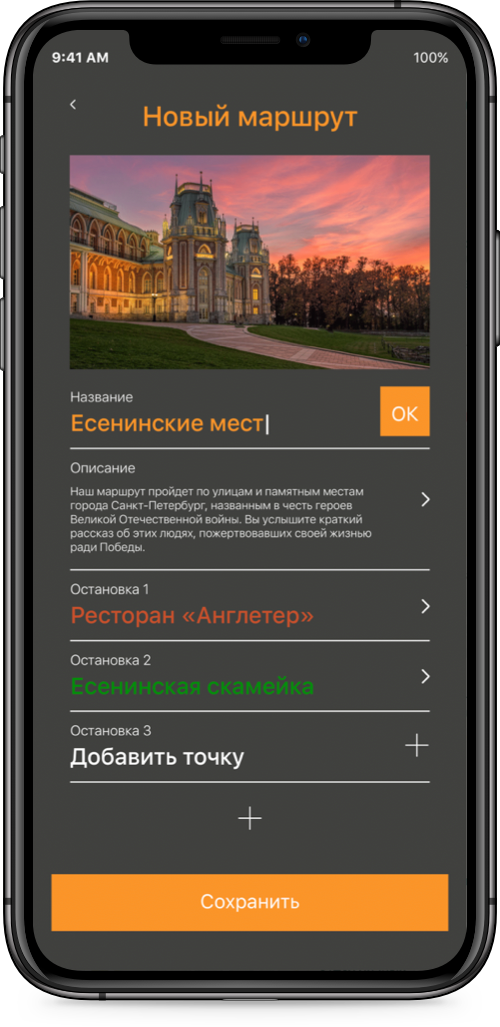 9:41 AM 100%
Новый маршрут
Название
Есенинские мест
ОК
Описание
Наш маршрут пройдет по улицам и памятным местам
города Санкт-Петербург, названным в честь героев
Великой Отечественной войны. Вы услышите краткий
рассказ об этих людях, пожертвовавших своей жизнью
ради Победы.
Остановка 1
Ресторан «Англетер»
Остановка 2
Есенинская скамейка
Остановка 3
Добавить точку
Сохранить